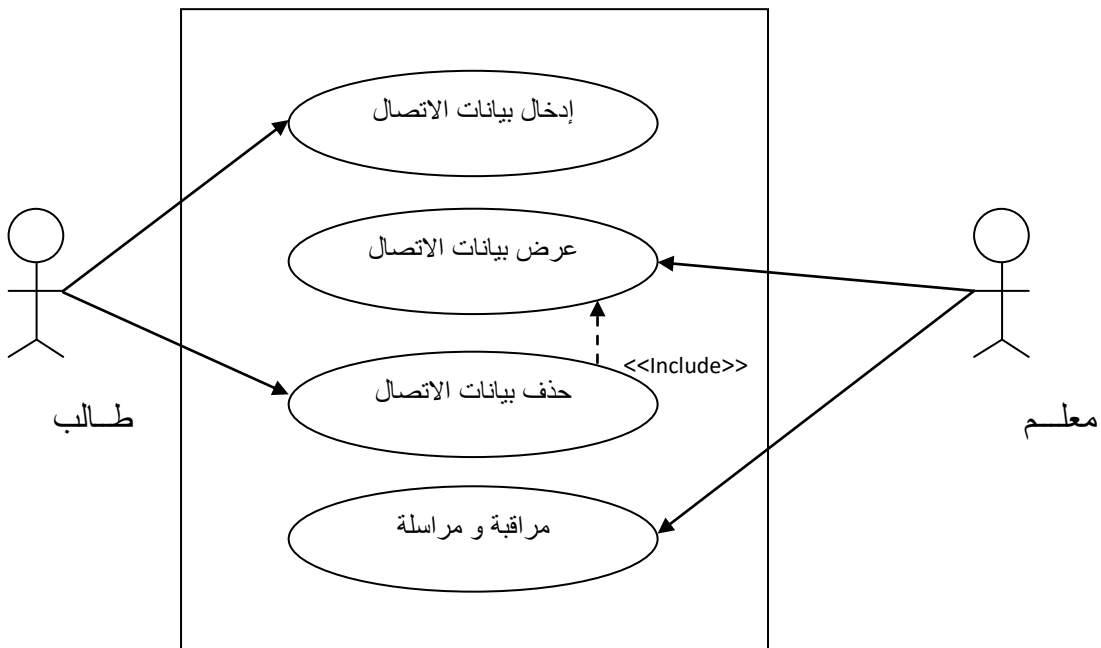 إدخال بيانات الاتصال
عرض بيانات الاتصال
<<Include>>
حذف بيانات الاتصال
طــالب
معلــم
مراقبة و مراسلة